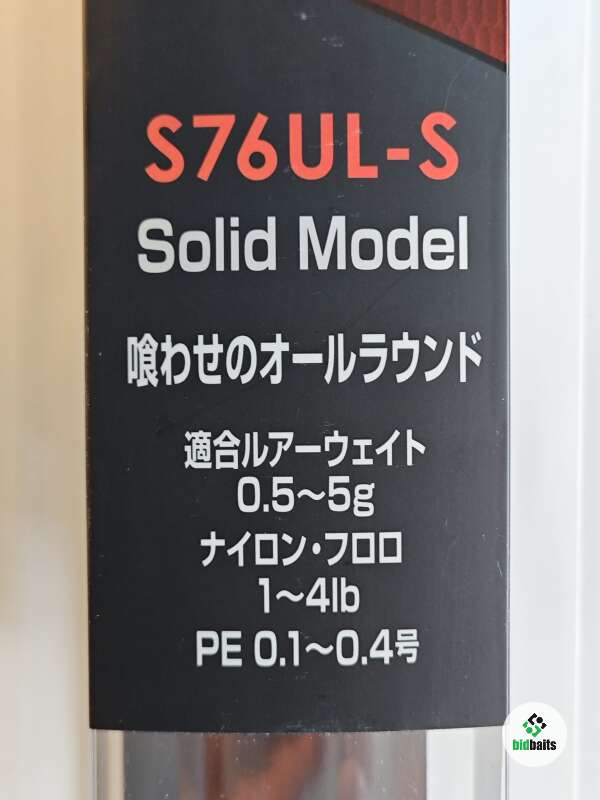 S76UL-S
Solid Model
喰わせのオールラウンド
適合ルアーウェイト
0.5～5g
ナイロン・フロロ
1～4lb
PE 0.1～0.4号
bidbaits